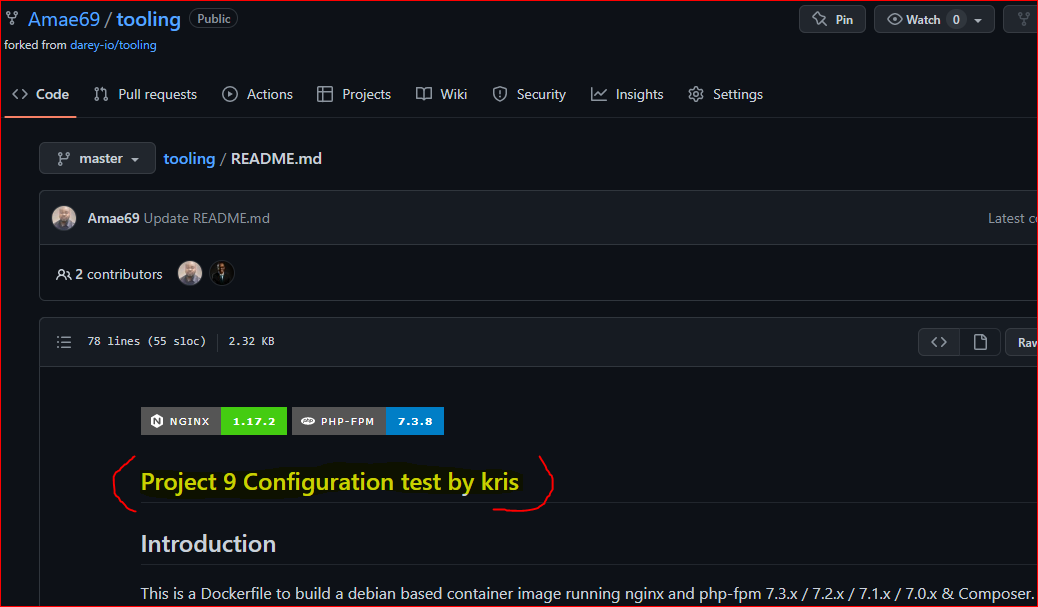 Amae69 / tooling Public
Pin
Watch 0
forked from darey-io/tooling
Code
Pull requests
Actions
Projects
Wiki
Security
Insights
Settings
master
tooling / README.md
Amae69 Update README.md
Latest
2 contributors
78 lines (55 sloc)
2.32 KB
Raw
NGINX 1.17.2
php PHP-FPM 7.3.8
Project 9 Configuration test by kris
Introduction
This is a Dockerfile to build a debian based container image running nginx and php-fpm 7.3.x / 7.2.x / 7.1.x / 7.0.x & Composer.